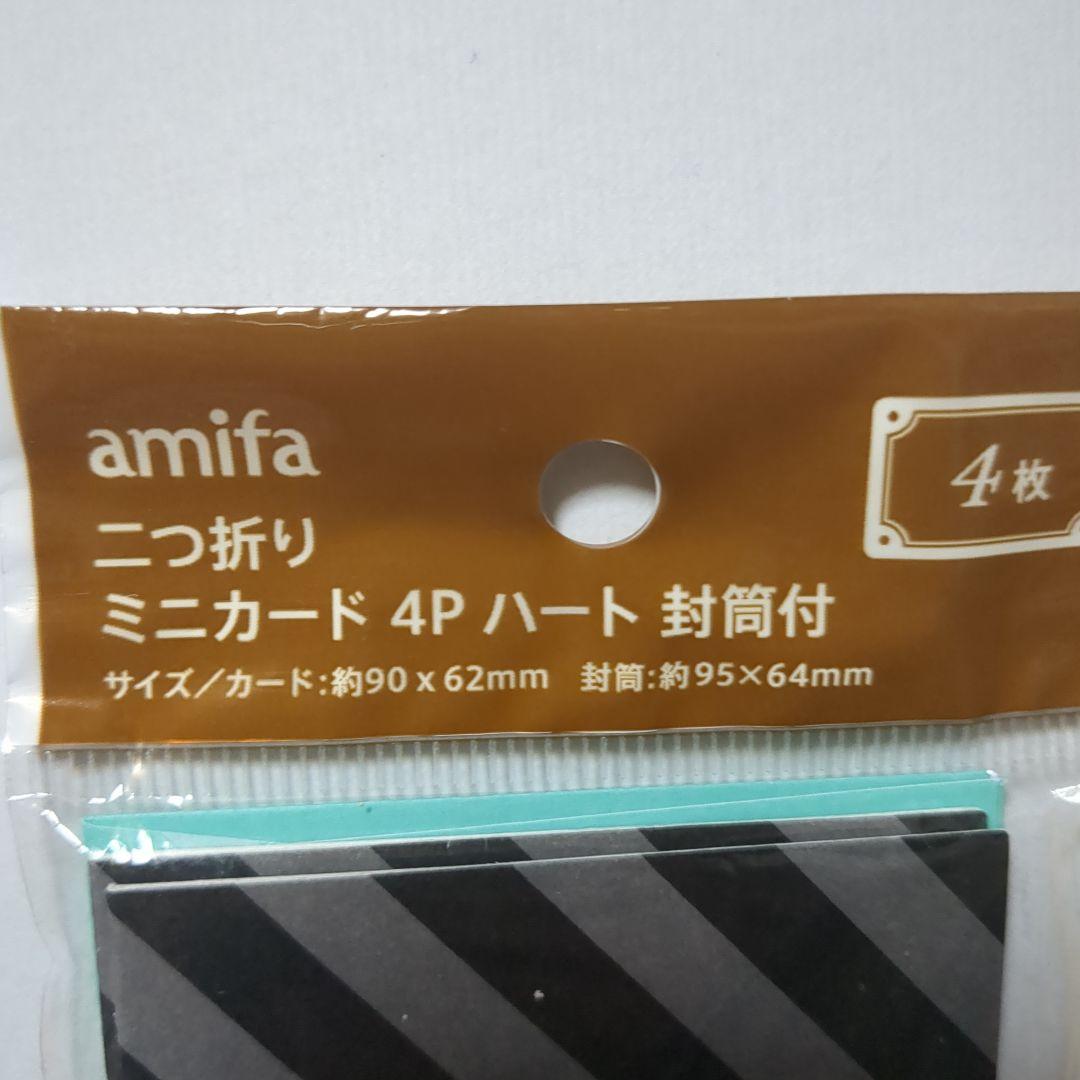 amifa
二つ折り
ミニカード 4P ハート 封筒付
サイズ／カード:約90 x 62mm 封筒:約95×64mm
4枚